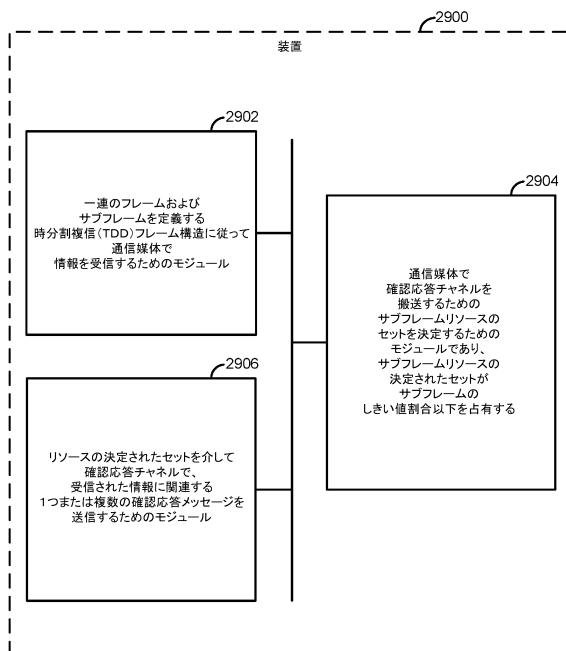 2900
装置
2902
一連のフレームおよび
サブフレームを定義する
時分割複信(TDD)フレーム構造に従って
通信媒体で
情報を受信するためのモジュール
2904
通信媒体で
確認応答チャネルを
搬送するための
サブフレームリソースの
セットを決定するための
モジュールであり、
サブフレームリソースの
決定されたセットが
サブフレームの
しきい値割合以下を占有する
2906
リソースの決定されたセットを介して
確認応答チャネルで、
受信された情報に関連する
1つまたは複数の確認応答メッセージを
送信するためのモジュール